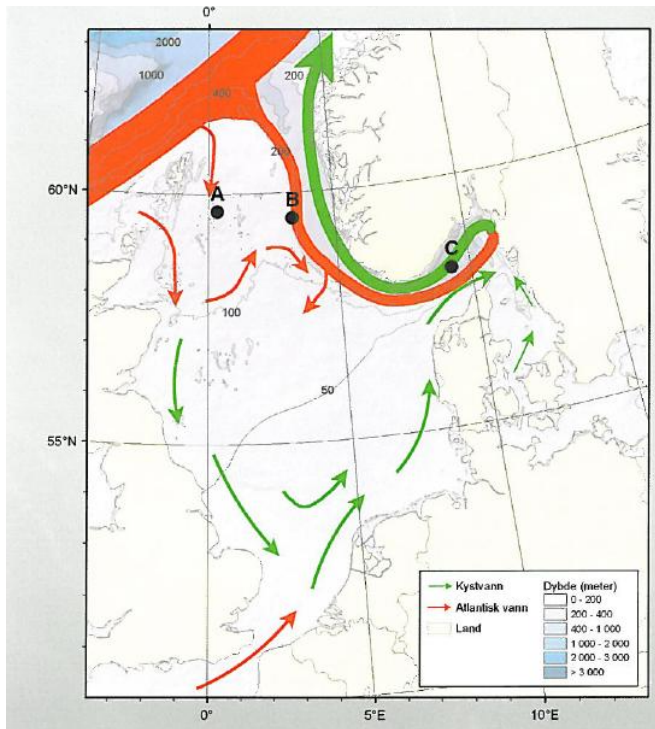 0°
2000
1000
200
400
200
60°N
A
B
C
100
50
55°N
Kystvann
Atlantisk vann
Land
Dybde (meter)
0 - 200
200 - 400
400 - 1 000
1 000 - 2 000
2 000 - 3 000
> 3 000
0°
5°E
10°E